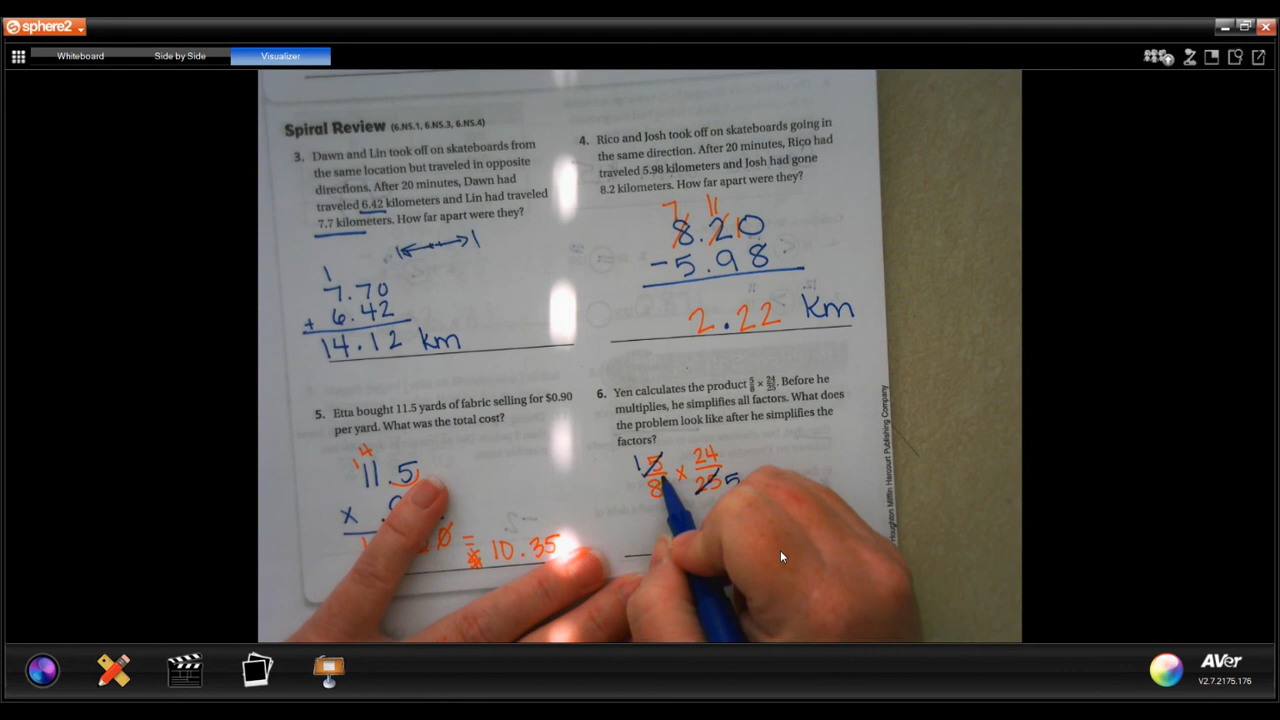 sphere2
Whiteboard
Side by Side
Visualizer
Spiral Review (6.NS.1, 6.NS.3, 6.NS.4)
3. Dawn and Lin took off on skateboards from
the same location but traveled in opposite
directions. After 20 minutes, Dawn had
traveled 6.42 kilometers and Lin had traveled
7.7 kilometers. How far apart were they?
1
7.70
+ 6.42
14.12 km
4. Rico and Josh took off on skateboards going in
the same direction. After 20 minutes, Rico had
traveled 5.98 kilometers and Josh had gone
8.2 kilometers. How far apart were they?
7 11
8.210
- 5.98
2.22 km
5. Etta bought 11.5 yards of fabric selling for $0.90
per yard. What was the total cost?
1 4
11.5
x .
0 = $10.35
6. Yen calculates the product 5/8 × 24/25. Before he
multiplies, he simplifies all factors. What does
the problem look like after he simplifies the
factors?
1 5 24
x
8 25 5
Houghton Mifflin Harcourt Publishing Company
AVer
V2.7.2175.176